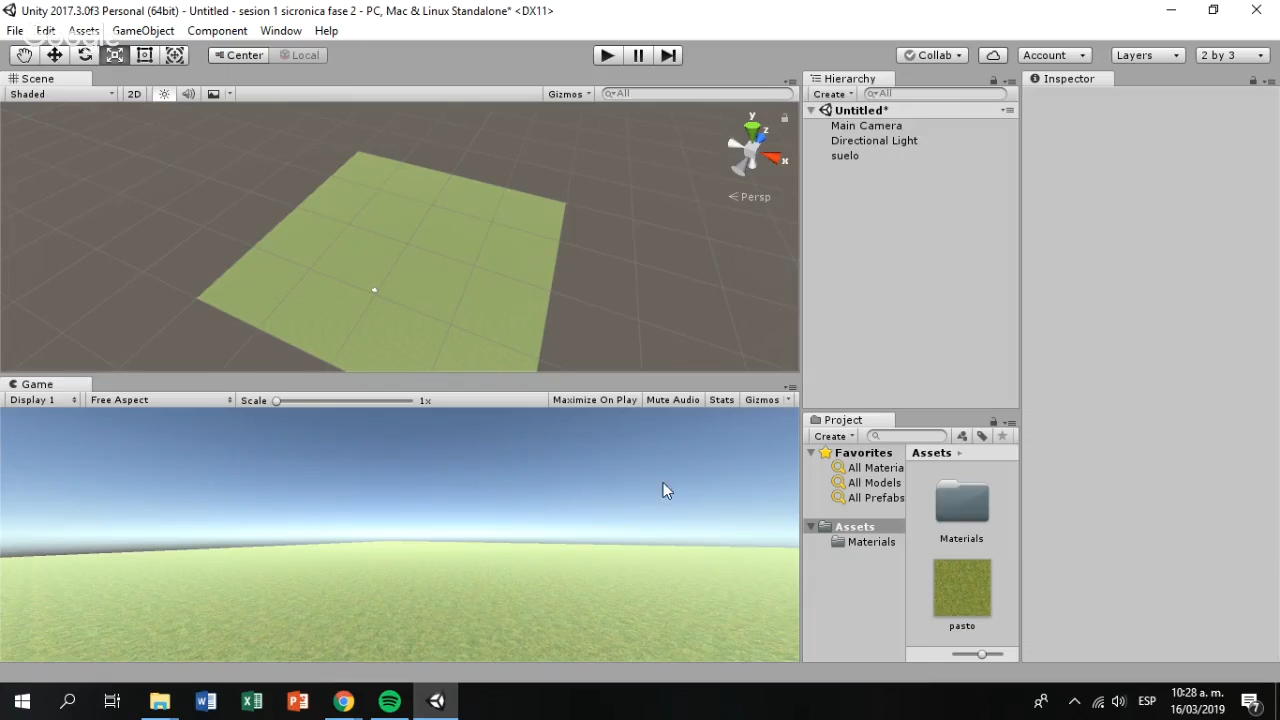 Unity 2017.3.0f3 Personal (64bit) - Untitled - sesion 1 sicronica fase 2 - PC, Mac & Linux Standalone* <DX11>
File Edit Assets GameObject Component Window Help
Google
Center Local Collab Account Layers 2 by 3
Scene
Shaded 2D Gizmos All
y
z
x
Persp
Game
Display 1 Free Aspect Scale 1x Maximize On Play Mute Audio Stats Gizmos
Hierarchy
Create All
Untitled*
Main Camera
Directional Light
suelo
Project
Create
Favorites
All Materia
All Models
All Prefabs
Assets
Materials
Assets
Materials
pasto
Inspector
ESP
10:28 a. m.
16/03/2019
7